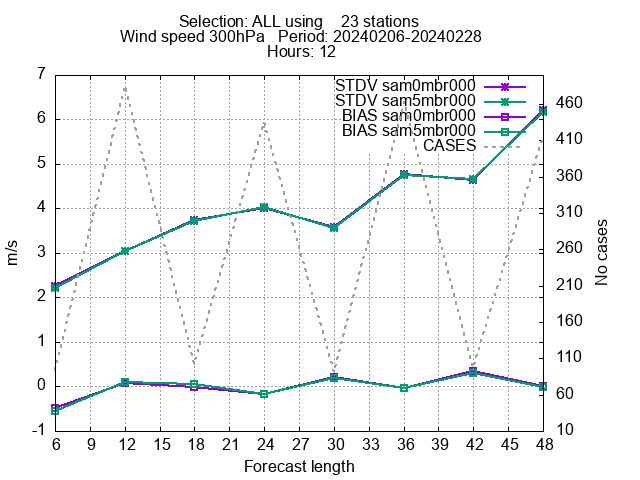 Selection: ALL using    23 stations
Wind speed 300hPa   Period: 20240206-20240228
Hours: 12
STDV sam0mbr000
STDV sam5mbr000
BIAS sam0mbr000
BIAS sam5mbr000
CASES
7
6
5
4
3
2
1
0
-1
m/s
460
410
360
310
260
210
160
110
60
10
No cases
6 9 12 15 18 21 24 27 30 33 36 39 42 45 48
Forecast length